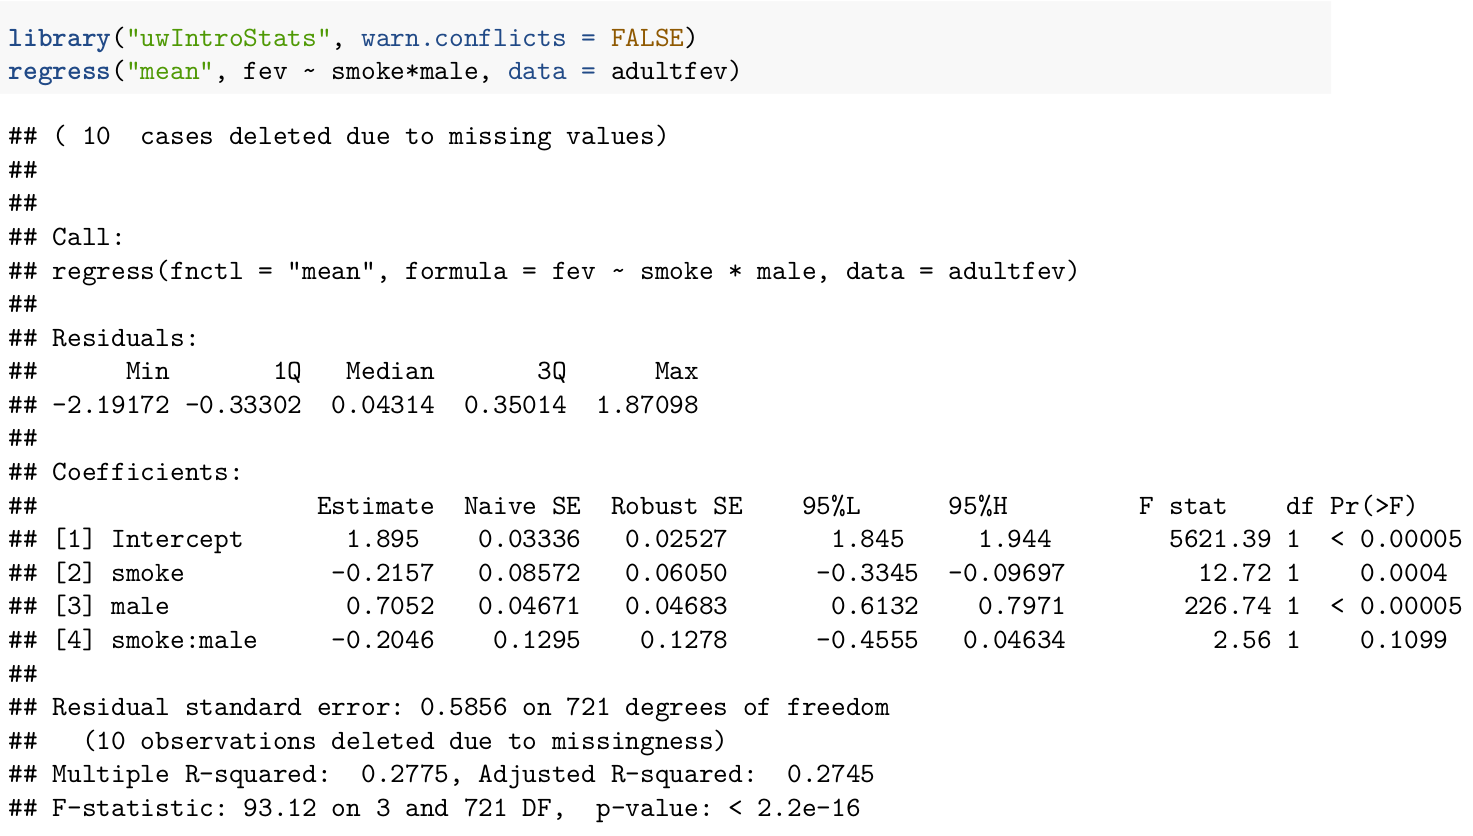 library("uwIntroStats", warn.conflicts = FALSE)
regress("mean", fev ~ smoke*male, data = adultfev)
## ( 10  cases deleted due to missing values)
##
##
## Call:
## regress(fnctl = "mean", formula = fev ~ smoke * male, data = adultfev)
##
## Residuals:
##      Min       1Q   Median       3Q      Max
## -2.19172 -0.33302  0.04314  0.35014  1.87098
##
## Coefficients:
##                   Estimate  Naive SE  Robust SE    95%L      95%H         F stat    df Pr(>F)
## [1] Intercept       1.895    0.03336   0.02527       1.845     1.944        5621.39 1  < 0.00005
## [2] smoke          -0.2157   0.08572   0.06050     -0.3345  -0.09697         12.72 1    0.0004
## [3] male            0.7052   0.04671   0.04683      0.6132    0.7971        226.74 1  < 0.00005
## [4] smoke:male     -0.2046    0.1295    0.1278     -0.4555   0.04634          2.56 1    0.1099
##
## Residual standard error: 0.5856 on 721 degrees of freedom
##   (10 observations deleted due to missingness)
## Multiple R-squared:  0.2775, Adjusted R-squared:  0.2745
## F-statistic: 93.12 on 3 and 721 DF,  p-value: < 2.2e-16